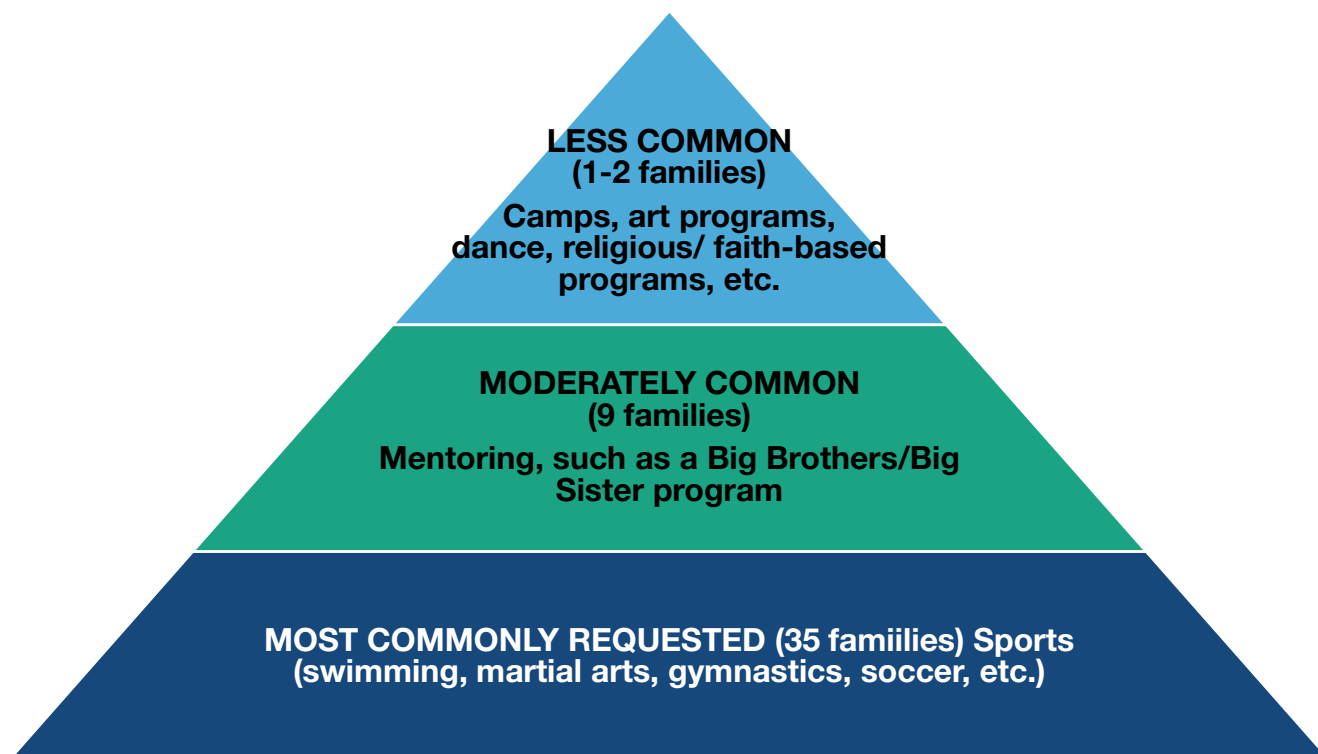 LESS COMMON
(1-2 families)
Camps, art programs,
dance, religious/ faith-based
programs, etc.
MODERATELY COMMON
(9 families)
Mentoring, such as a Big Brothers/Big
Sister program
MOST COMMONLY REQUESTED (35 famiilies) Sports
(swimming, martial arts, gymnastics, soccer, etc.)